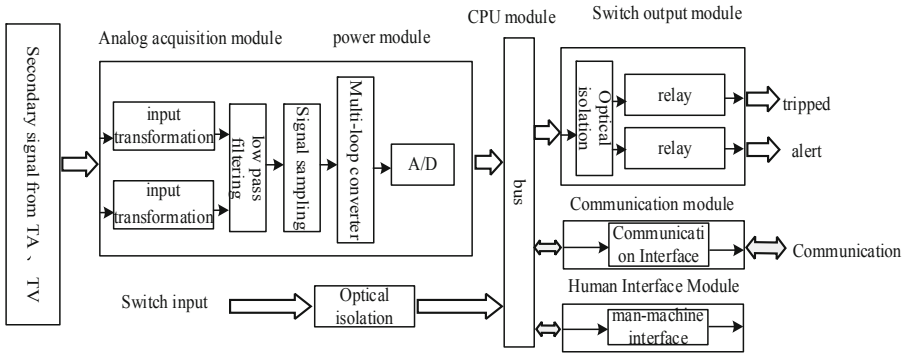 Secondary signal from TA 、 TV
Analog acquisition module
power module
input
transformation
input
transformation
low pass
filtering
Signal sampling
Multi-loop converter
A/D
Switch input
Optical
isolation
CPU module
bus
Switch output module
Optical
isolation
relay
relay
tripped
alert
Communication module
Communicati
on Interface
Communication
Human Interface Module
man-machine
interface